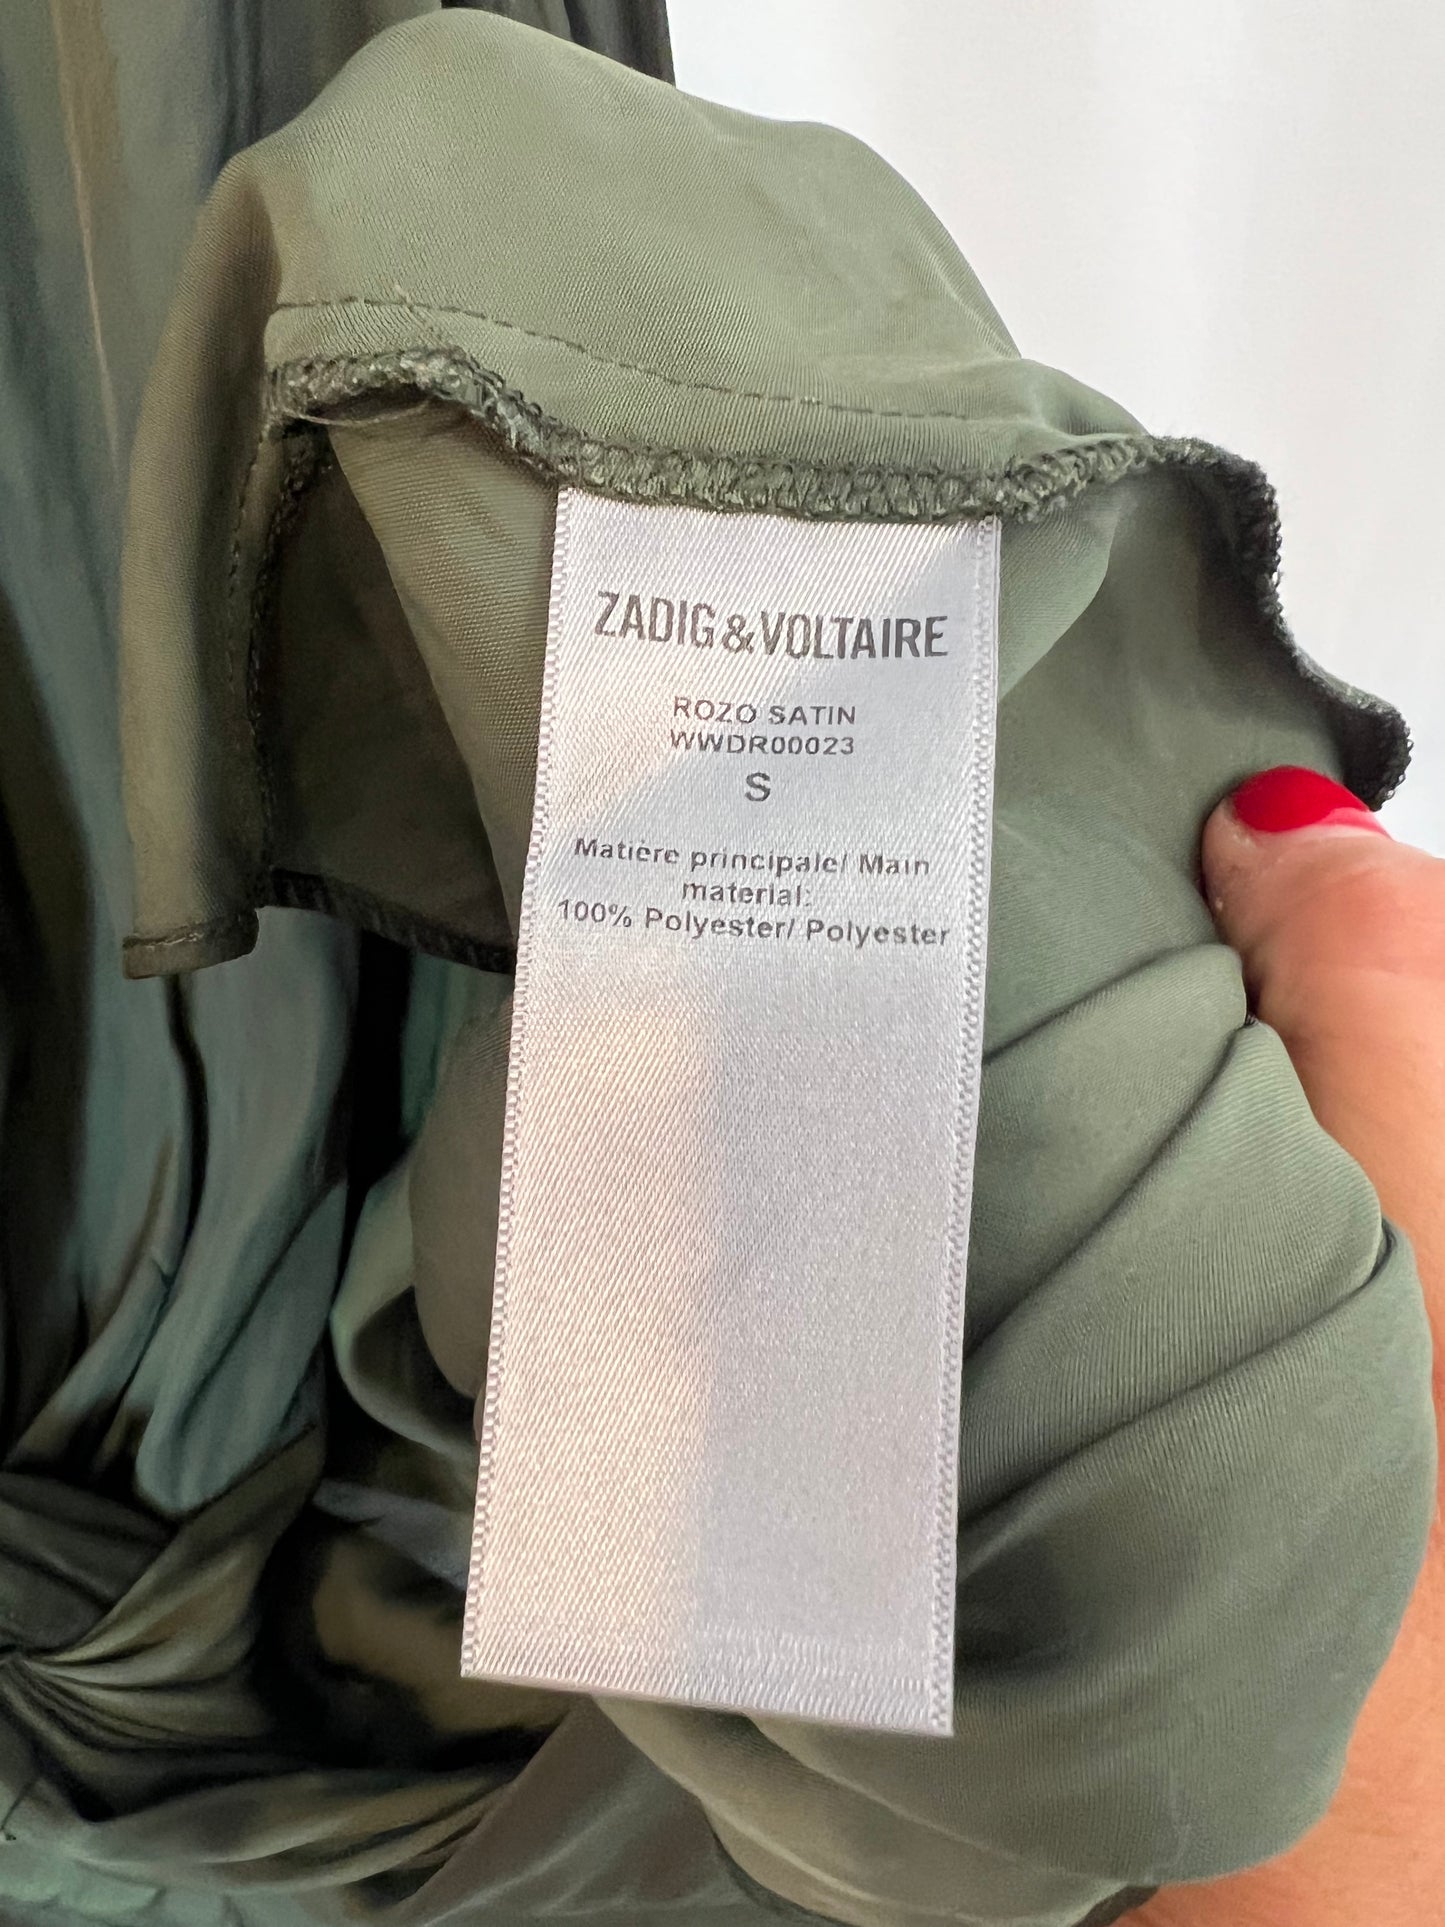 ZADIG&VOLTAIRE
ROZO SATIN
WWDR00023
S
Matière principale/ Main
material:
100% Polyester/ Polyester